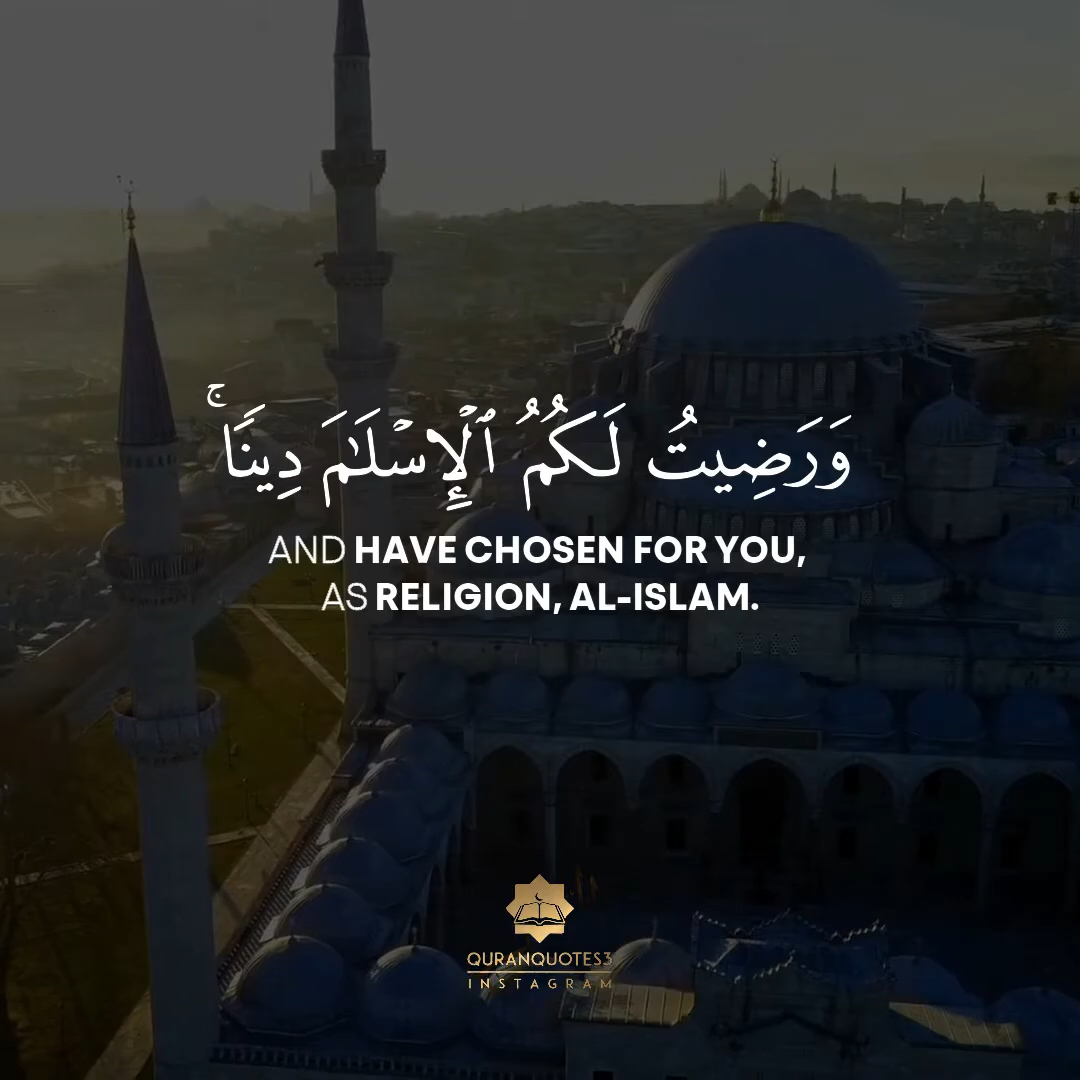 وَرَضِيتُ لَكُمُ ٱلْإِسْلَـٰمَ دِينًا ۚ
AND HAVE CHOSEN FOR YOU,
AS RELIGION, AL-ISLAM.
QURANQUOTES3
INSTAGRAM